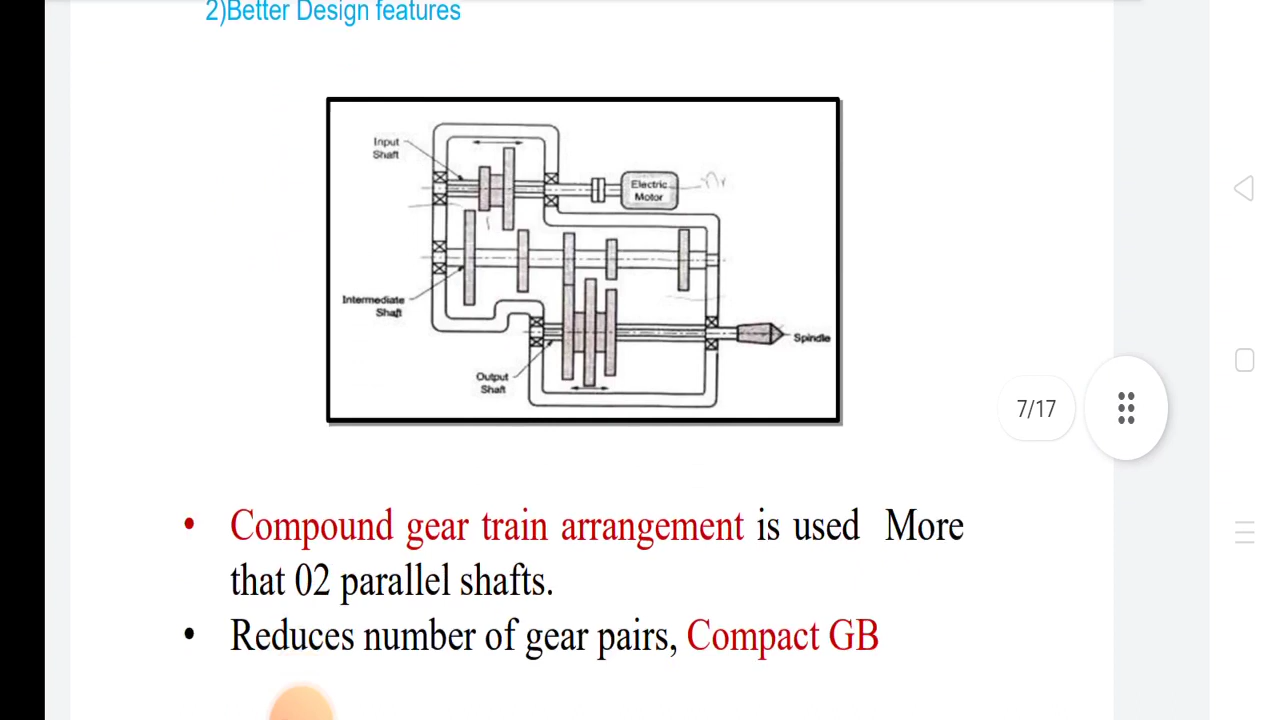 2)Better Design features
Input
Shaft
Electric
Motor
Intermediate
Shaft
Spindle
Output
Shaft
7/17
• Compound gear train arrangement is used More
that 02 parallel shafts.
• Reduces number of gear pairs, Compact GB